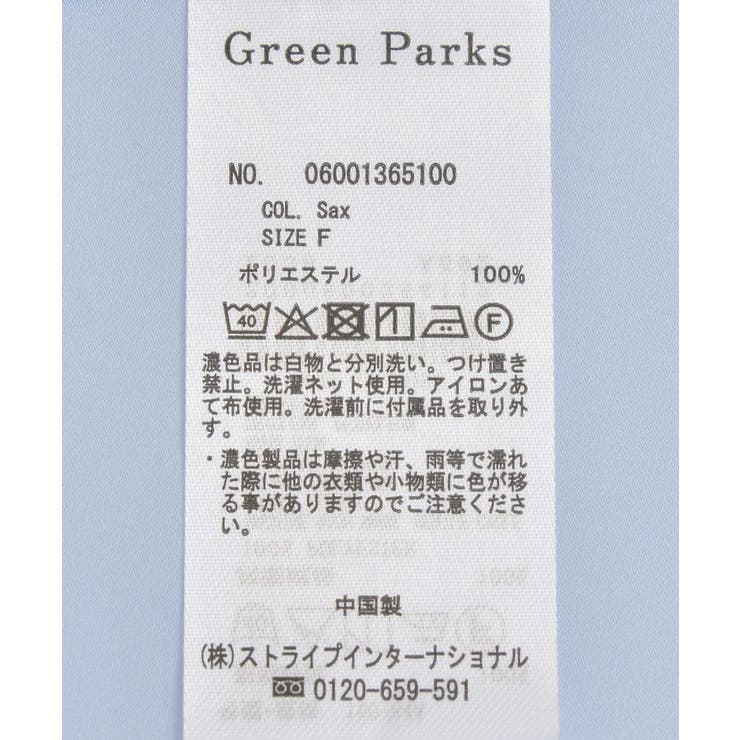 Green Parks
NO. 06001365100
COL. Sax
SIZE F
ポリエステル 100%
40 F
濃色品は白物と分別洗い。つけ置き
禁止。洗濯ネット使用。アイロンあ
て布使用。洗濯前に付属品を取り外
す。
・濃色製品は摩擦や汗、雨等で濡れ
た際に他の衣類や小物類に色が移
る事がありますのでご注意くださ
い。
中国製
(株)ストライプインターナショナル
0120-659-591